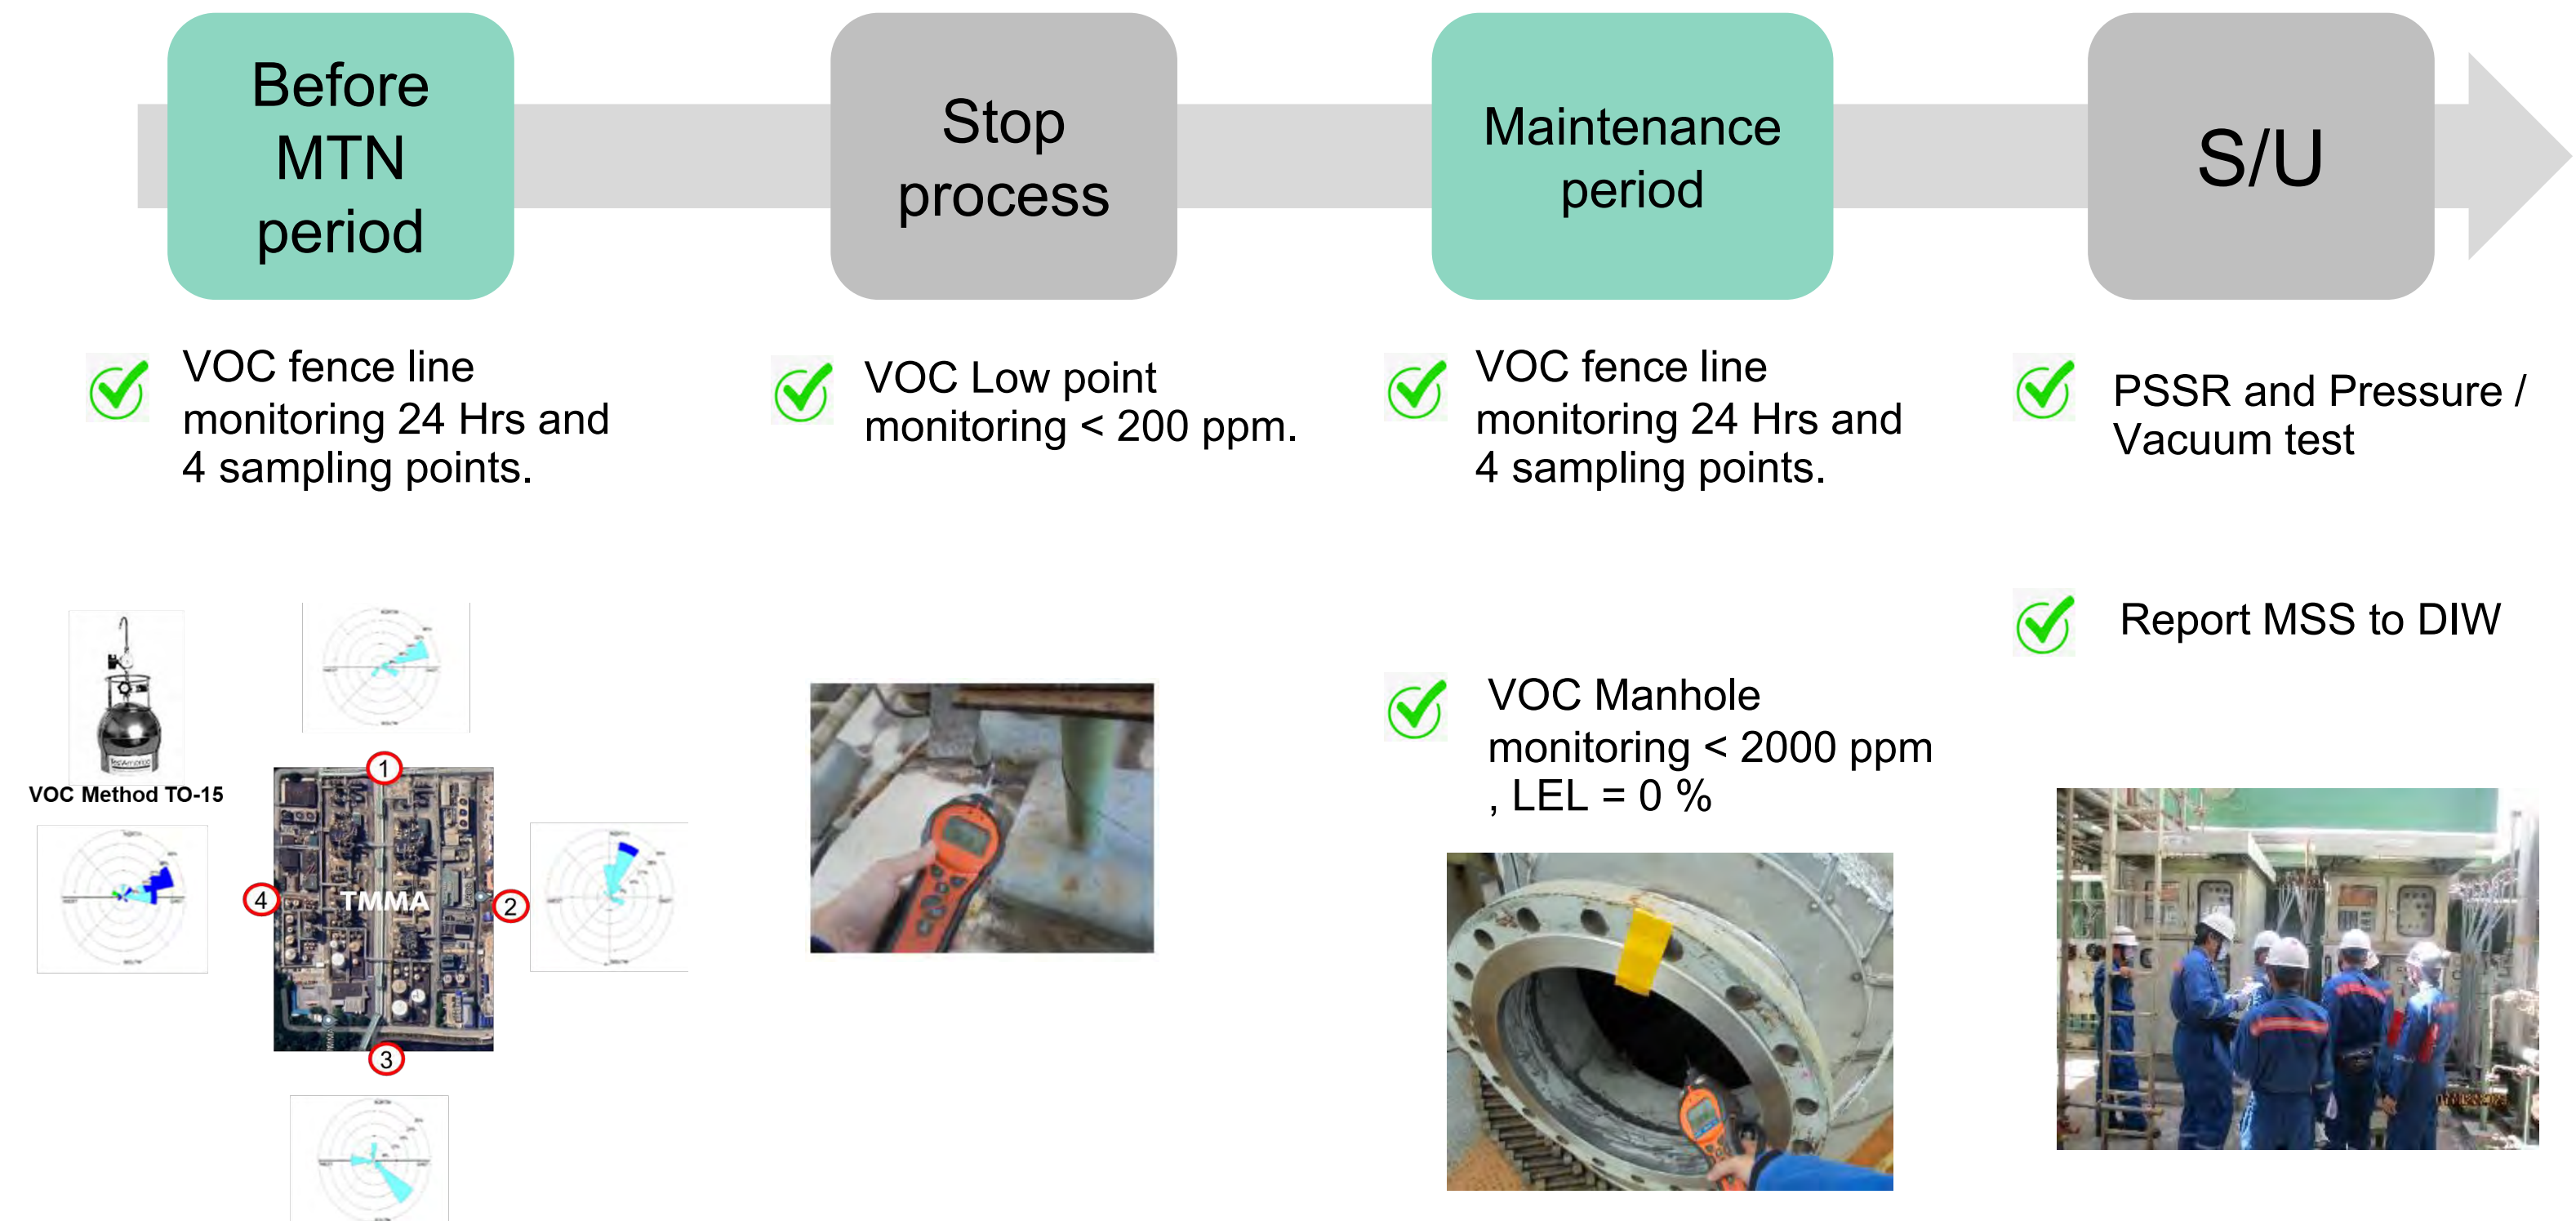 Before
MTN
period
Stop
process
Maintenance
period
S/U
VOC fence line
monitoring 24 Hrs and
4 sampling points.
VOC Low point
monitoring < 200 ppm.
VOC fence line
monitoring 24 Hrs and
4 sampling points.
VOC Manhole
monitoring < 2000 ppm
, LEL = 0 %
PSSR and Pressure /
Vacuum test
Report MSS to DIW
TestAmerica
VOC Method TO-15
1
4
TMMA
2
3